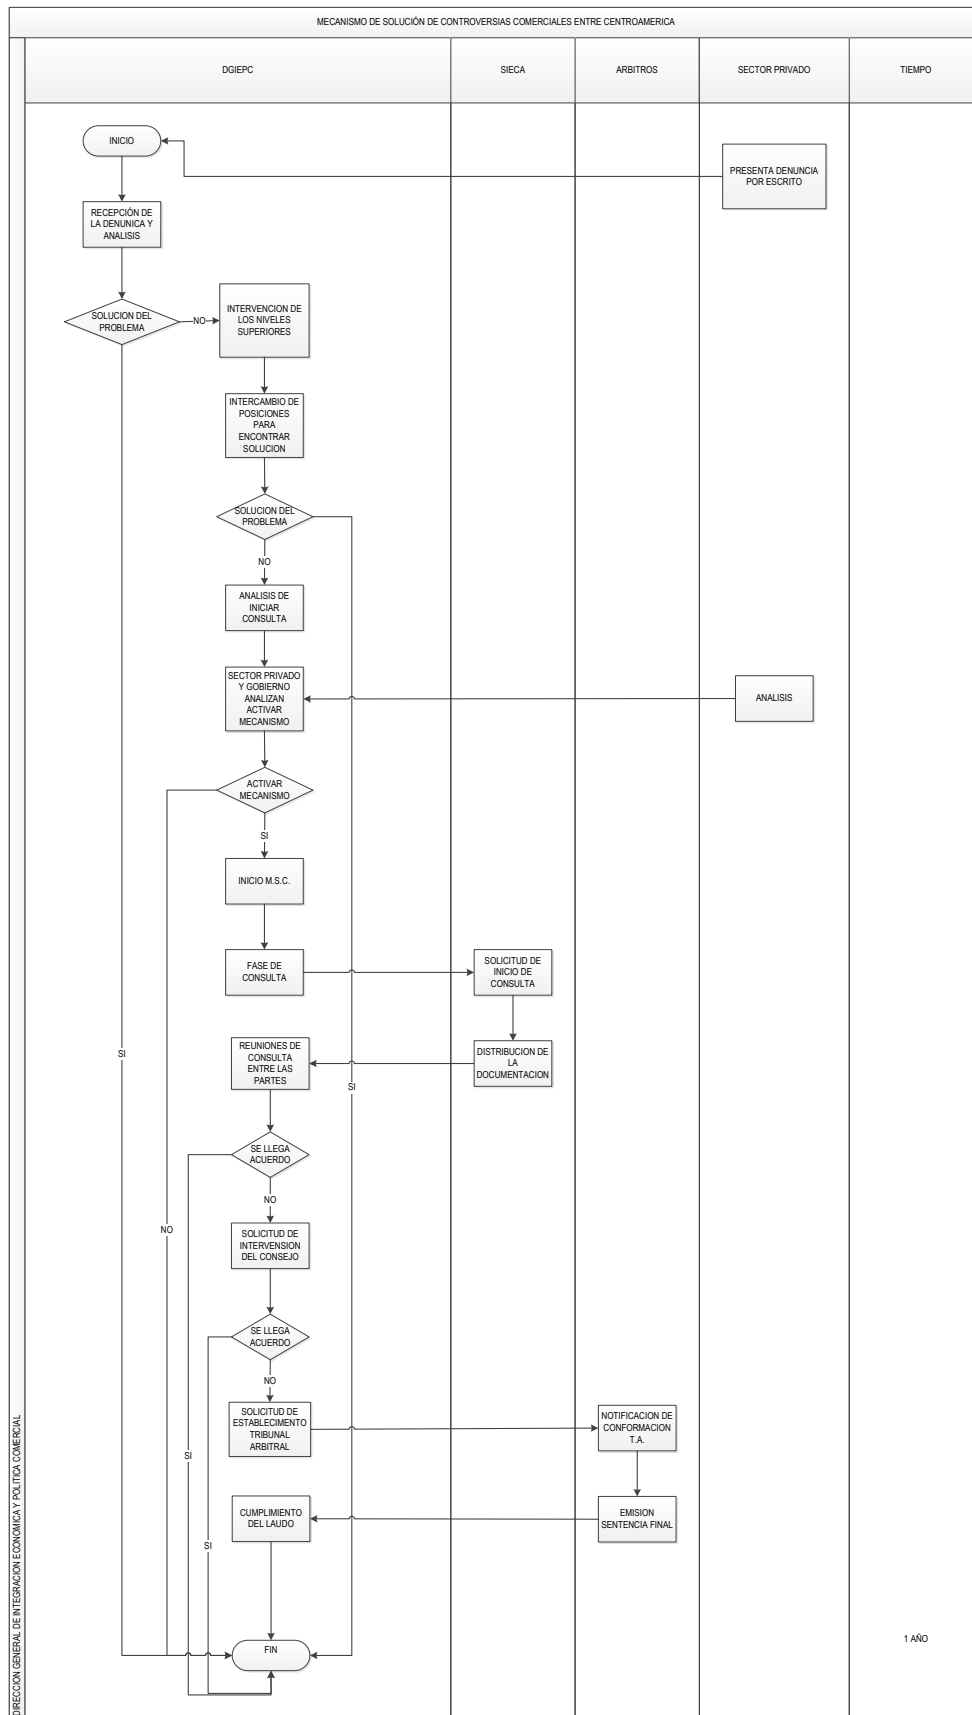 MECANISMO DE SOLUCIÓN DE CONTROVERSIAS COMERCIALES ENTRE CENTROAMERICA
DGIEPC
SIECA
ARBITROS
SECTOR PRIVADO
TIEMPO
INICIO
PRESENTA DENUNCIA
POR ESCRITO
RECEPCIÓN DE
LA DENUNICA Y
ANALISIS
SOLUCION DEL
PROBLEMA
NO
INTERVENCION DE
LOS NIVELES
SUPERIORES
INTERCAMBIO DE
POSICIONES
PARA
ENCONTRAR
SOLUCION
SOLUCION DEL
PROBLEMA
NO
ANALISIS DE
INICIAR
CONSULTA
SECTOR PRIVADO
Y GOBIERNO
ANALIZAN
ACTIVAR
MECANISMO
ANALISIS
ACTIVAR
MECANISMO
SI
INICIO M.S.C.
FASE DE
CONSULTA
SOLICITUD DE
INICIO DE
CONSULTA
REUNIONES DE
CONSULTA
ENTRE LAS
PARTES
DISTRIBUCION DE
LA
DOCUMENTACION
SI
SI
SE LLEGA
ACUERDO
NO
NO
SOLICITUD DE
INTERVENSION
DEL CONSEJO
SE LLEGA
ACUERDO
NO
SOLICITUD DE
ESTABLECIMENTO
TRIBUNAL
ARBITRAL
NOTIFICACION DE
CONFORMACION
T.A.
SI
CUMPLIMIENTO
DEL LAUDO
EMISION
SENTENCIA FINAL
SI
FIN
1 AÑO
DIRECCION GENERAL DE INTEGRACION ECONOMICA Y POLITICA COMERCIAL